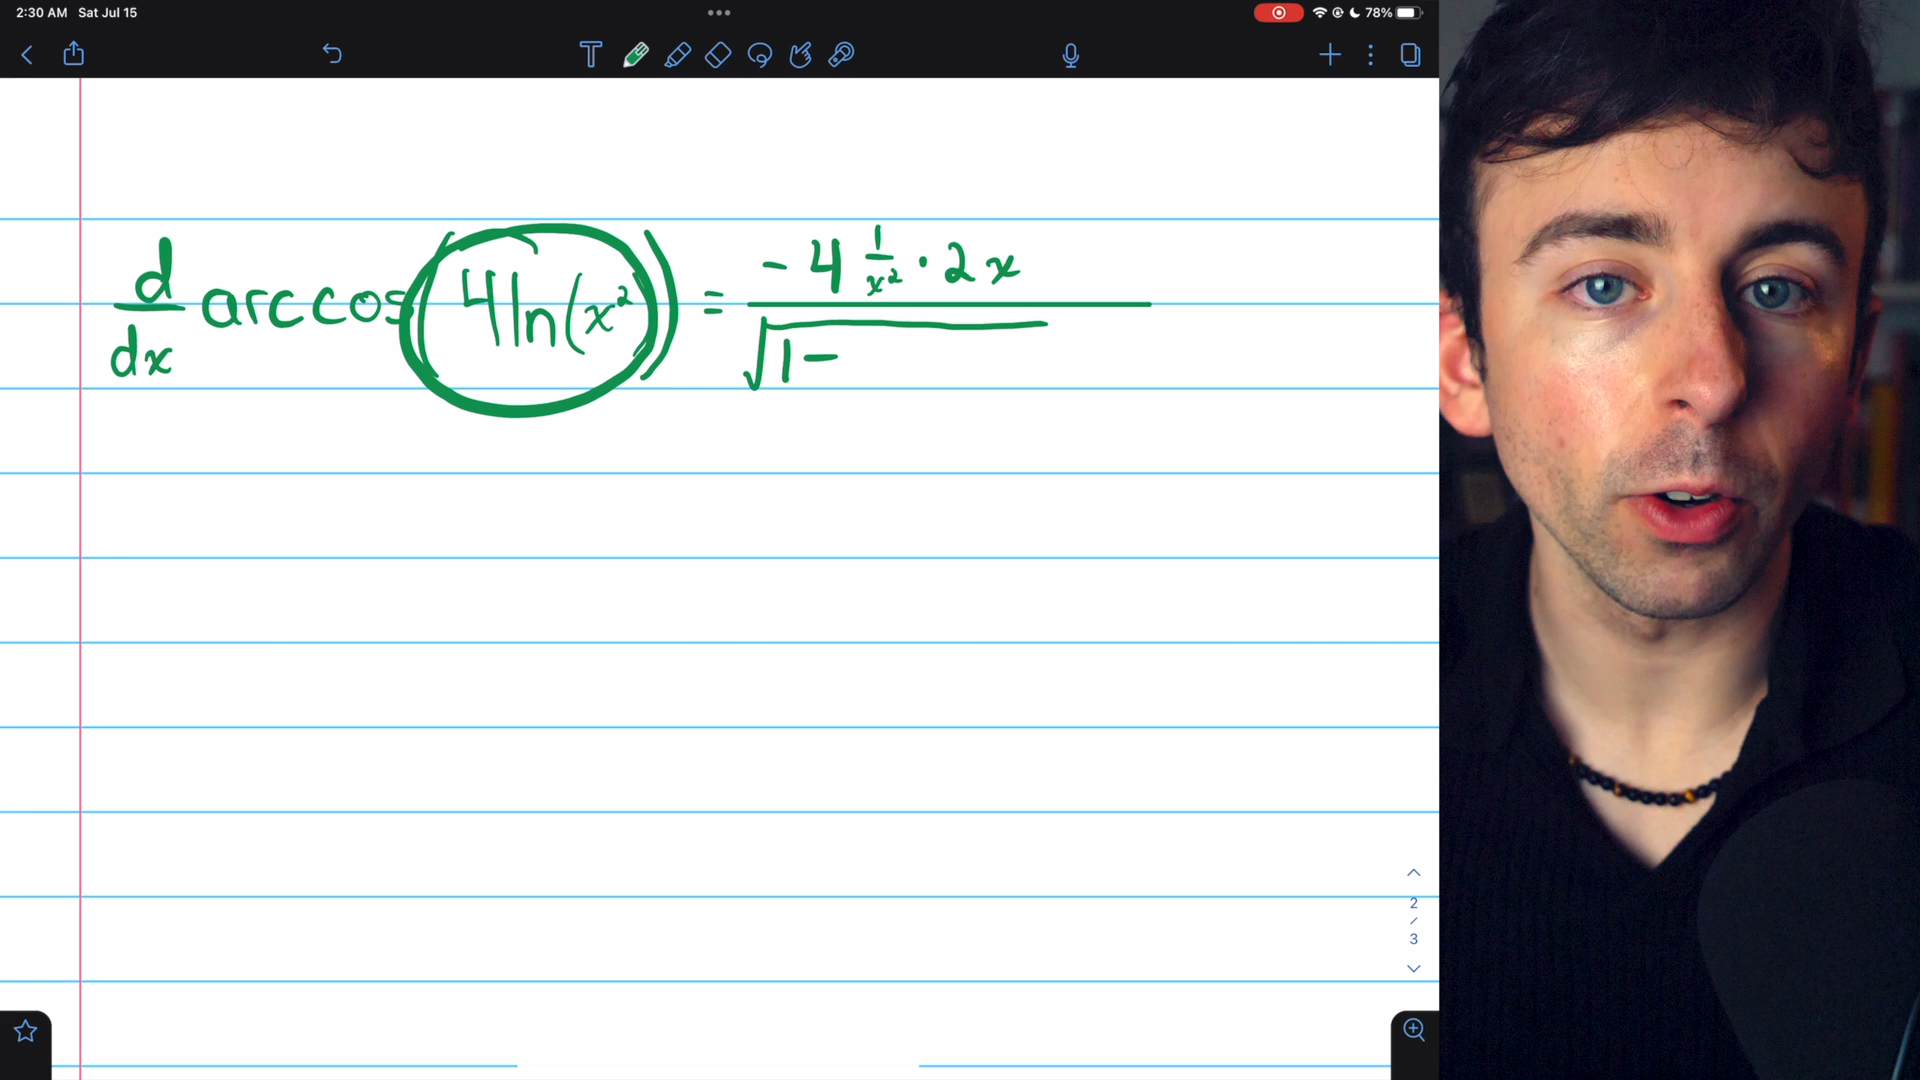 2:30 AM Sat Jul 15 78%
d/dx arccos(4ln(x²)) = (-4 1/x² · 2x)/√(1-
2
/
3